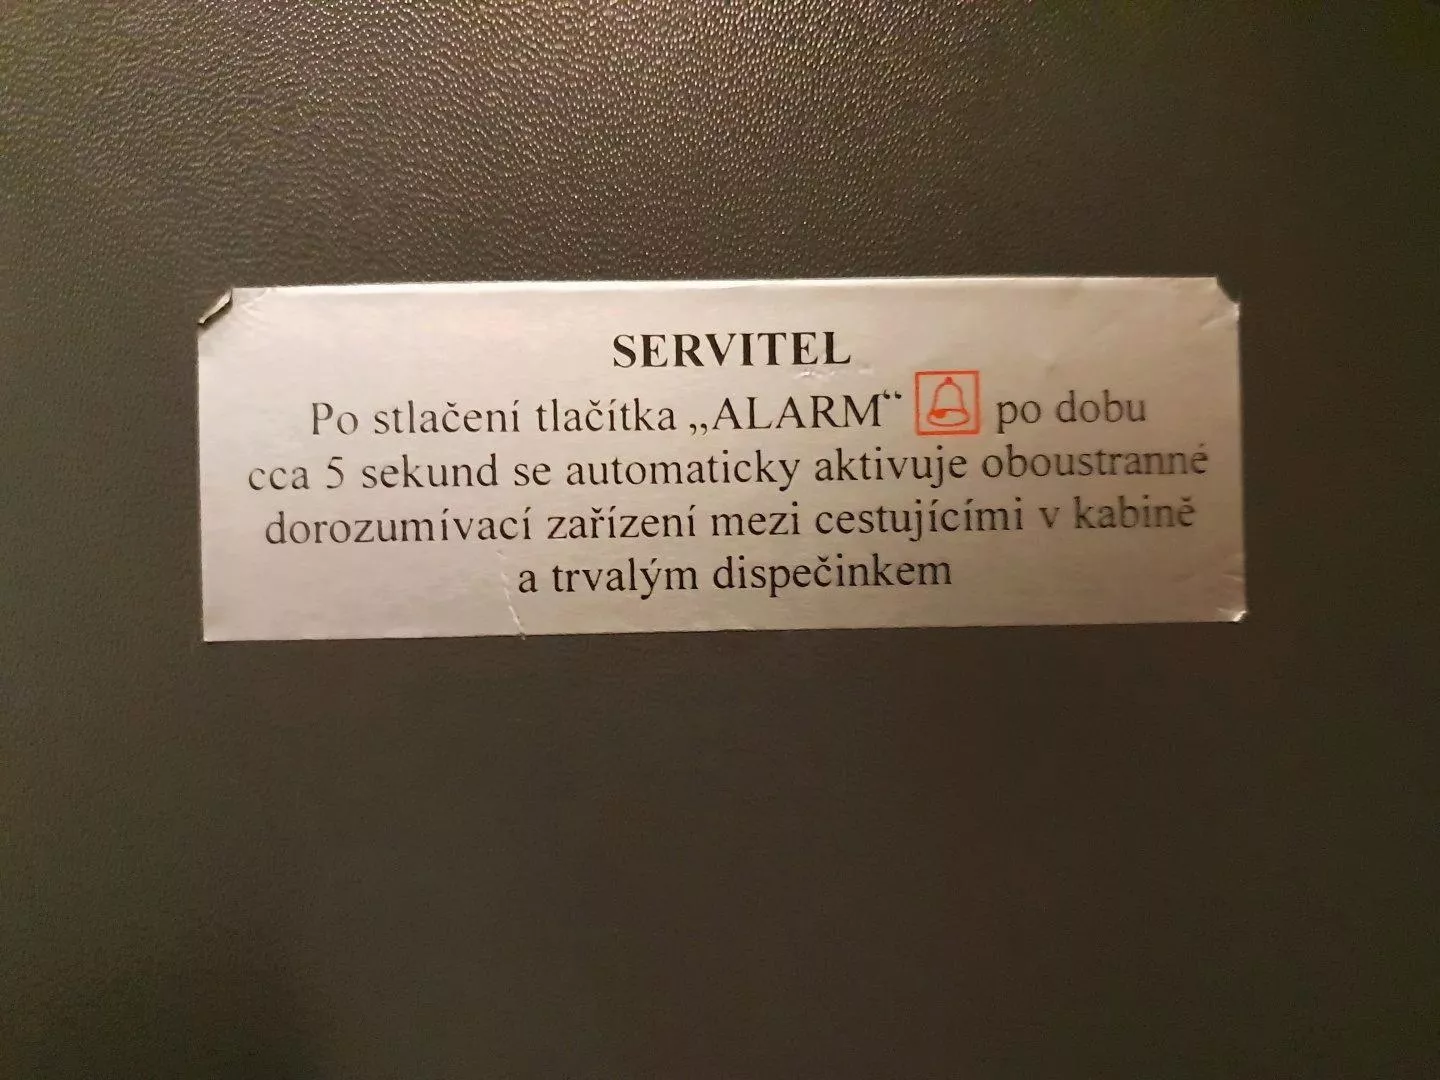 SERVITEL
Po stlačení tlačítka „ALARM“ po dobu
cca 5 sekund se automaticky aktivuje oboustranné
dorozumívací zařízení mezi cestujícími v kabině
a trvalým dispečinkem